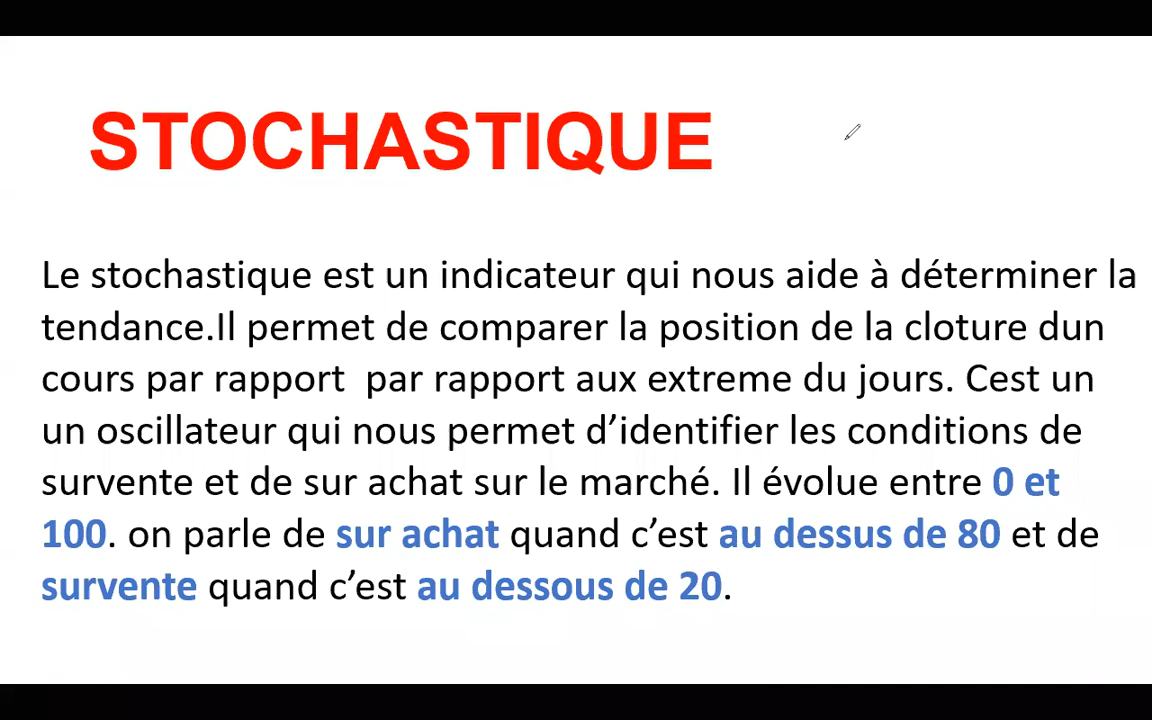 STOCHASTIQUE
Le stochastique est un indicateur qui nous aide à déterminer la
tendance.Il permet de comparer la position de la cloture dun
cours par rapport  par rapport aux extreme du jours. Cest un
un oscillateur qui nous permet d’identifier les conditions de
survente et de sur achat sur le marché. Il évolue entre 0 et
100. on parle de sur achat quand c’est au dessus de 80 et de
survente quand c’est au dessous de 20.